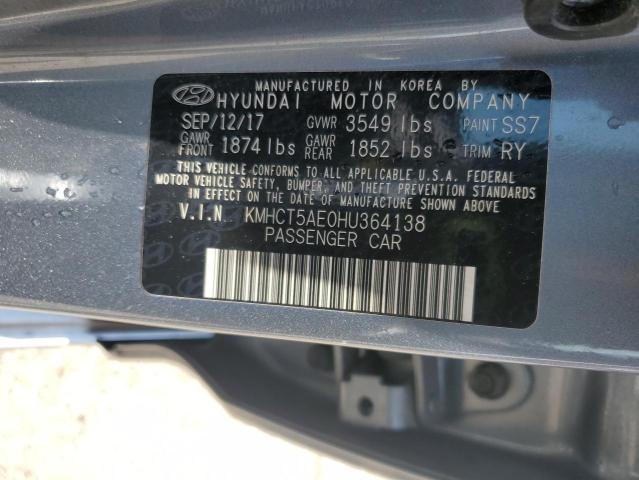 MANUFACTURED IN KOREA BY
HYUNDAI MOTOR COMPANY
SEP/12/17 GVWR 3549 lbs PAINT SS7
GAWR FRONT 1874 lbs GAWR REAR 1852 lbs TRIM RY
THIS VEHICLE CONFORMS TO ALL APPLICABLE U.S.A. FEDERAL
MOTOR VEHICLE SAFETY, BUMPER, AND THEFT PREVENTION STANDARDS
IN EFFECT ON THE DATE OF MANUFACTURE SHOWN ABOVE
V.I.N. KMHCT5AE0HU364138
PASSENGER CAR